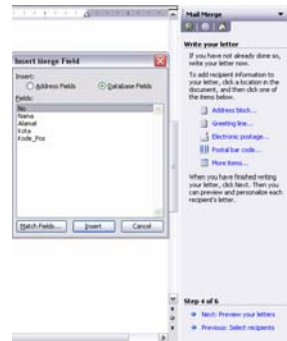 Insert Merge Field
Insert:
Address Fields
Database Fields
Fields:
No
Nama
Alamat
Kota
Kode_Pos
Match Fields...
Insert
Cancel
Mail Merge
Write your letter
If you have not already done so,
write your letter now.
To add recipient information to
your letter, click a location in the
document, and then click one of
the items below.
Address block...
Greeting line...
Electronic postage...
Postal bar code...
More items...
When you have finished writing
your letter, click Next. Then you
can preview and personalize each
recipient's letter.
Step 4 of 6
Next: Preview your letters
Previous: Select recipients